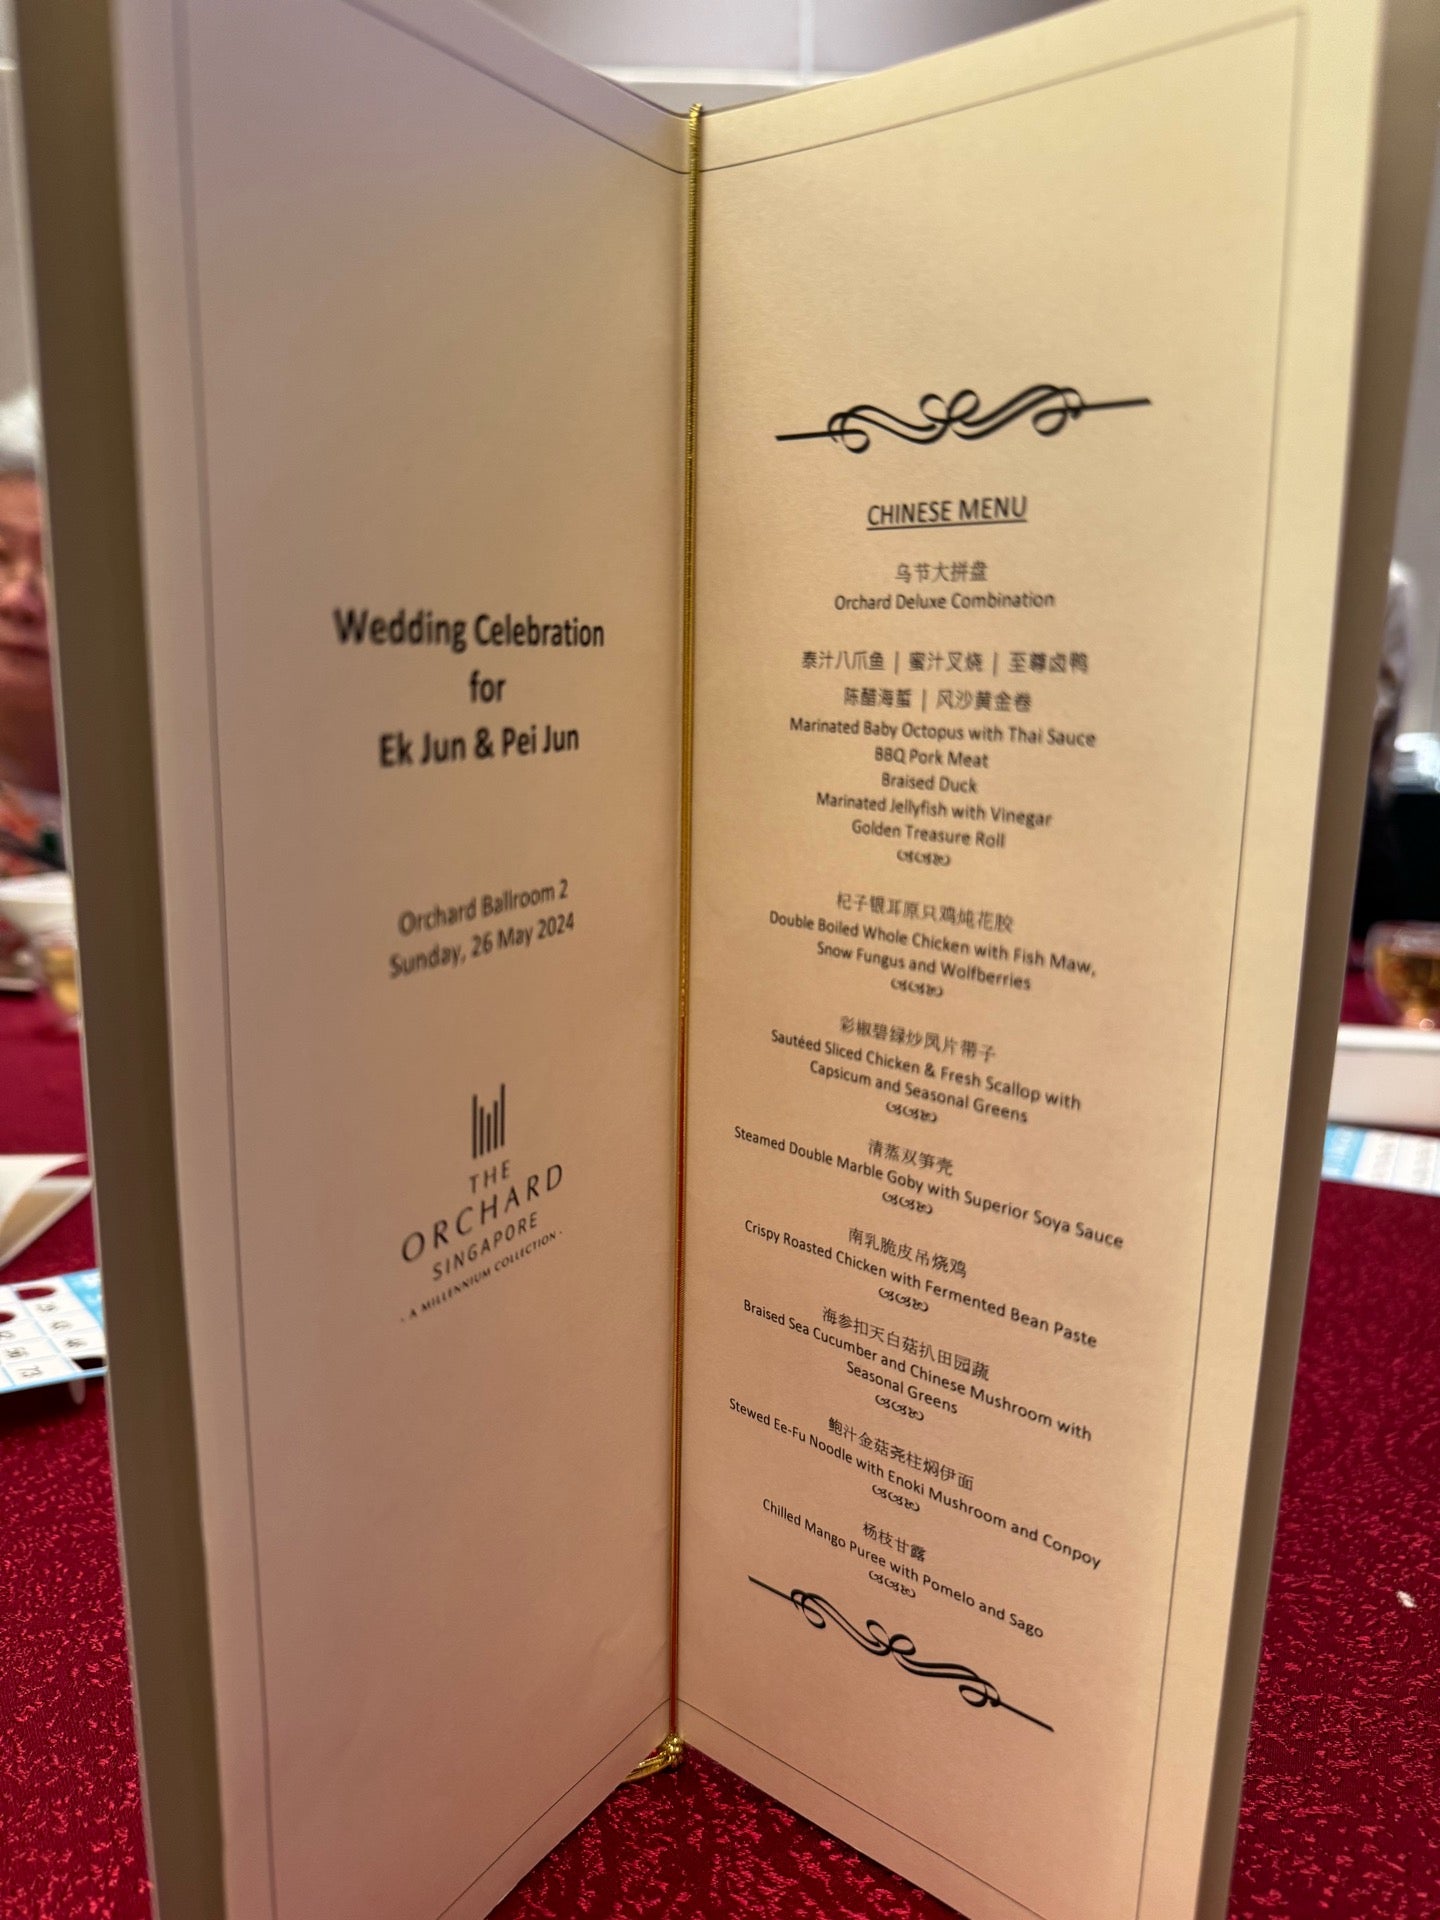 Wedding Celebration
for
Ek Jun & Pei Jun
Orchard Ballroom 2
Sunday, 26 May 2024
THE
ORCHARD
SINGAPORE
· A MILLENNIUM COLLECTION ·
CHINESE MENU
乌节大拼盘
Orchard Deluxe Combination
泰汁八爪鱼 | 蜜汁叉烧 | 至尊卤鸭
陈醋海蜇 | 风沙黄金卷
Marinated Baby Octopus with Thai Sauce
BBQ Pork Meat
Braised Duck
Marinated Jellyfish with Vinegar
Golden Treasure Roll
杞子银耳原只鸡炖花胶
Double Boiled Whole Chicken with Fish Maw,
Snow Fungus and Wolfberries
彩椒碧绿炒凤片带子
Sautéed Sliced Chicken & Fresh Scallop with
Capsicum and Seasonal Greens
清蒸双笋壳
Steamed Double Marble Goby with Superior Soya Sauce
南乳脆皮吊烧鸡
Crispy Roasted Chicken with Fermented Bean Paste
海参扣天白菇扒田园蔬
Braised Sea Cucumber and Chinese Mushroom with
Seasonal Greens
鲍汁金菇尧柱焖伊面
Stewed Ee-Fu Noodle with Enoki Mushroom and Conpoy
杨枝甘露
Chilled Mango Puree with Pomelo and Sago